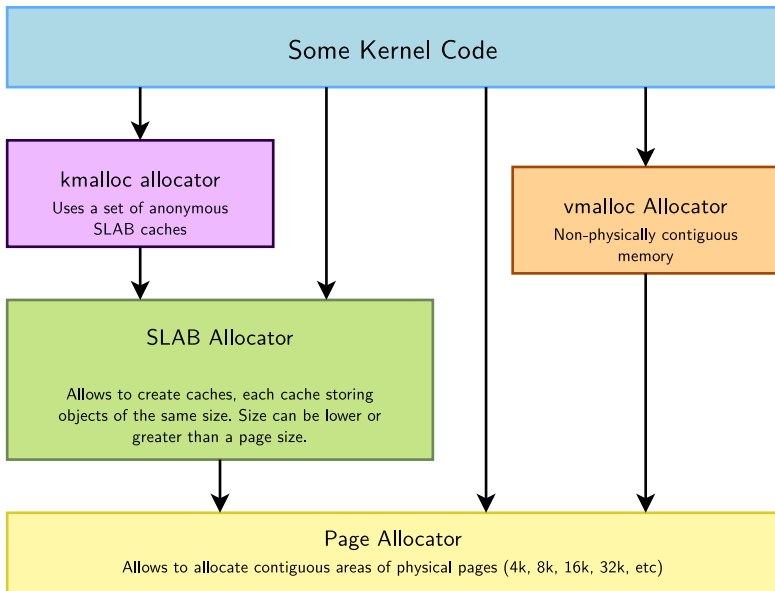 Some Kernel Code
kmalloc allocator
Uses a set of anonymous
SLAB caches
vmalloc Allocator
Non-physically contiguous
memory
SLAB Allocator
Allows to create caches, each cache storing
objects of the same size. Size can be lower or
greater than a page size.
Page Allocator
Allows to allocate contiguous areas of physical pages (4k, 8k, 16k, 32k, etc)